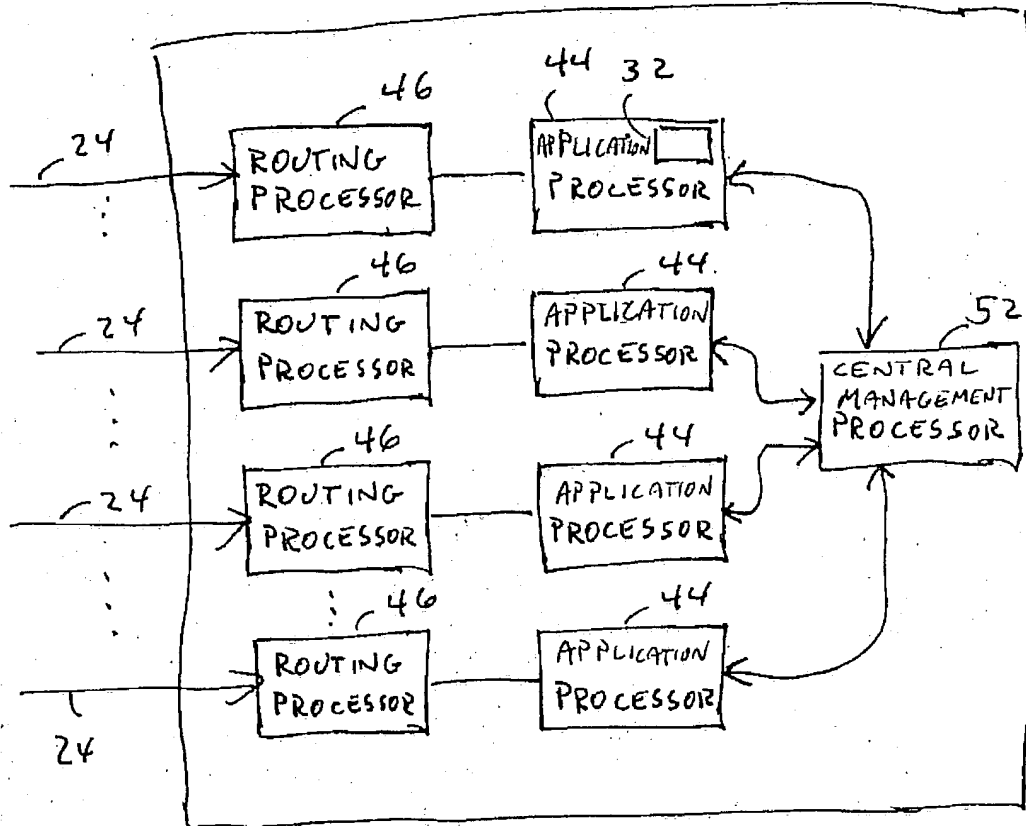 24
46
ROUTING
PROCESSOR
44
32
APPLICATION
PROCESSOR
24
46
ROUTING
PROCESSOR
44
APPLICATION
PROCESSOR
52
CENTRAL
MANAGEMENT
PROCESSOR
24
46
ROUTING
PROCESSOR
44
APPLICATION
PROCESSOR
24
46
ROUTING
PROCESSOR
44
APPLICATION
PROCESSOR